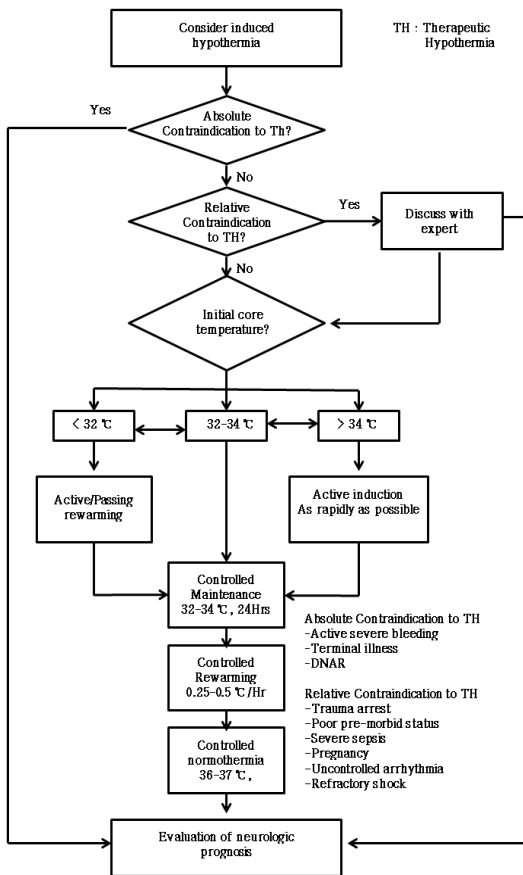 Consider induced
hypothermia
TH : Therapeutic
Hypothermia
Yes
Absolute
Contraindication to Th?
No
Relative
Contraindication
to TH?
Yes
Discuss with
expert
No
Initial core
temperature?
< 32 ℃
32-34 ℃
> 34 ℃
Active/Passing
rewarming
Active induction
As rapidly as possible
Controlled
Maintenance
32-34 ℃, 24Hrs
Controlled
Rewarming
0.25-0.5 ℃/Hr
Controlled
normothermia
36-37 ℃,
Absolute Contraindication to TH
-Active severe bleeding
-Terminal illness
-DNAR
Relative Contraindication to TH
-Trauma arrest
-Poor pre-morbid status
-Severe sepsis
-Pregnancy
-Uncontrolled arrhythmia
-Refractory shock
Evaluation of neurologic
prognosis